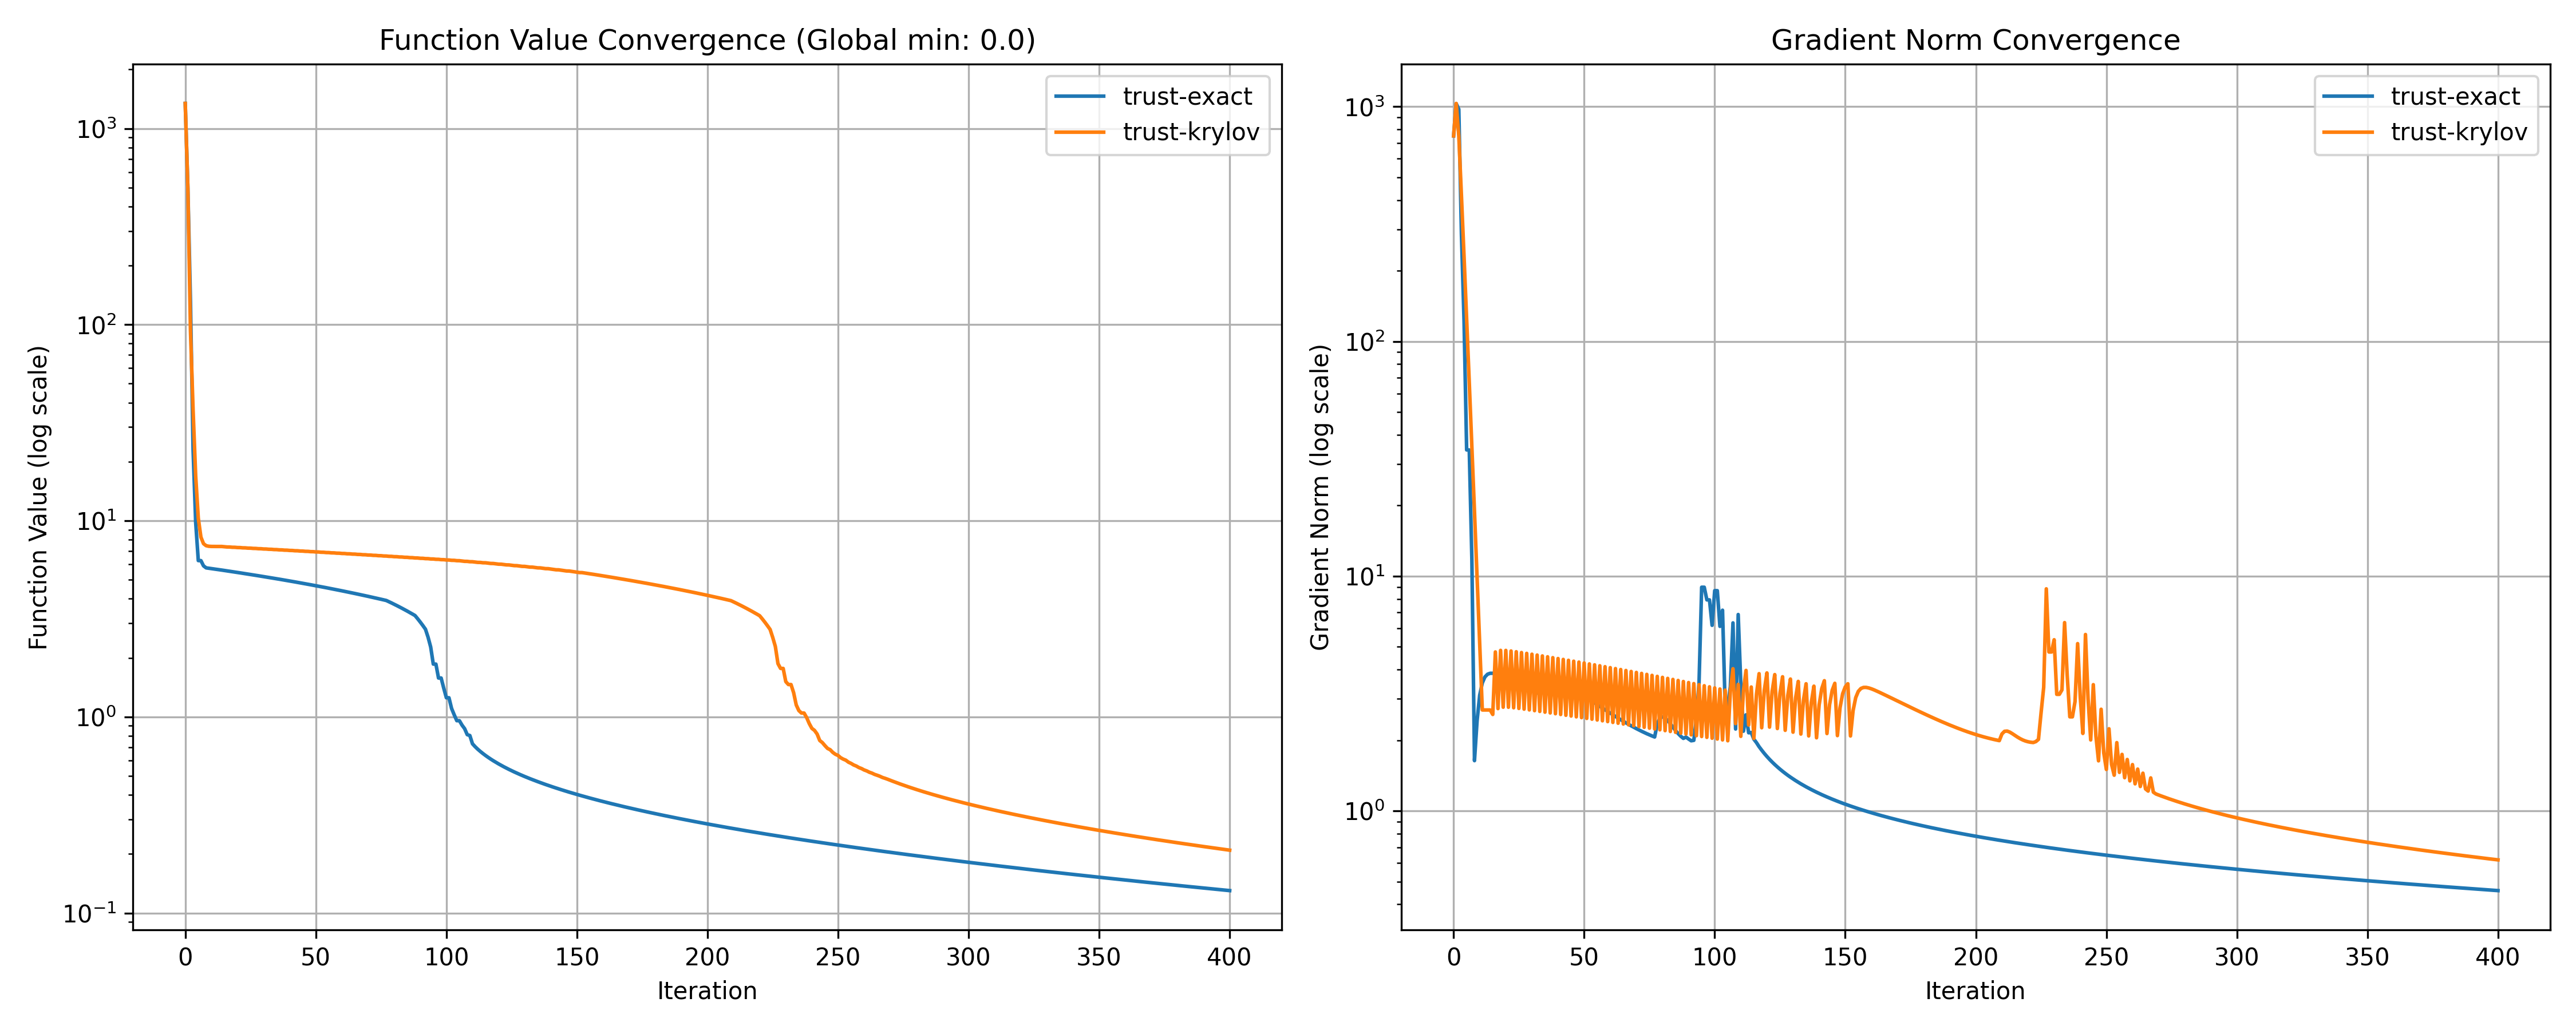 Function Value Convergence (Global min: 0.0)
Function Value (log scale)
10³
10²
10¹
10⁰
10⁻¹
trust-exact
trust-krylov
0 50 100 150 200 250 300 350 400
Iteration
Gradient Norm Convergence
Gradient Norm (log scale)
10³
10²
10¹
10⁰
trust-exact
trust-krylov
0 50 100 150 200 250 300 350 400
Iteration